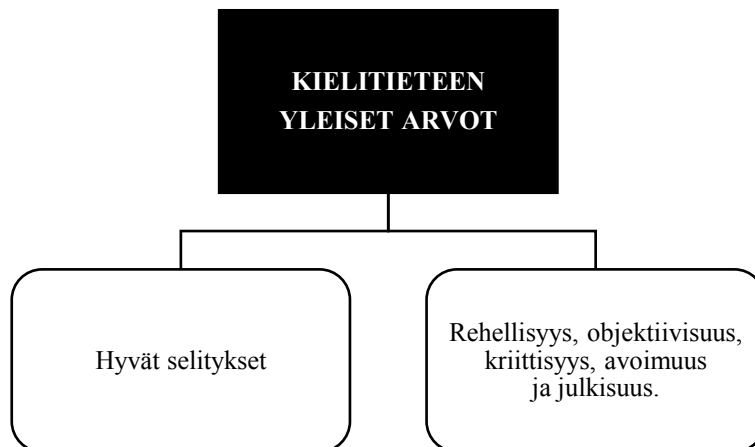 KIELITIETEEN
YLEISET ARVOT
Hyvät selitykset
Rehellisyys, objektiivisuus,
kriittisyys, avoimuus
ja julkisuus.